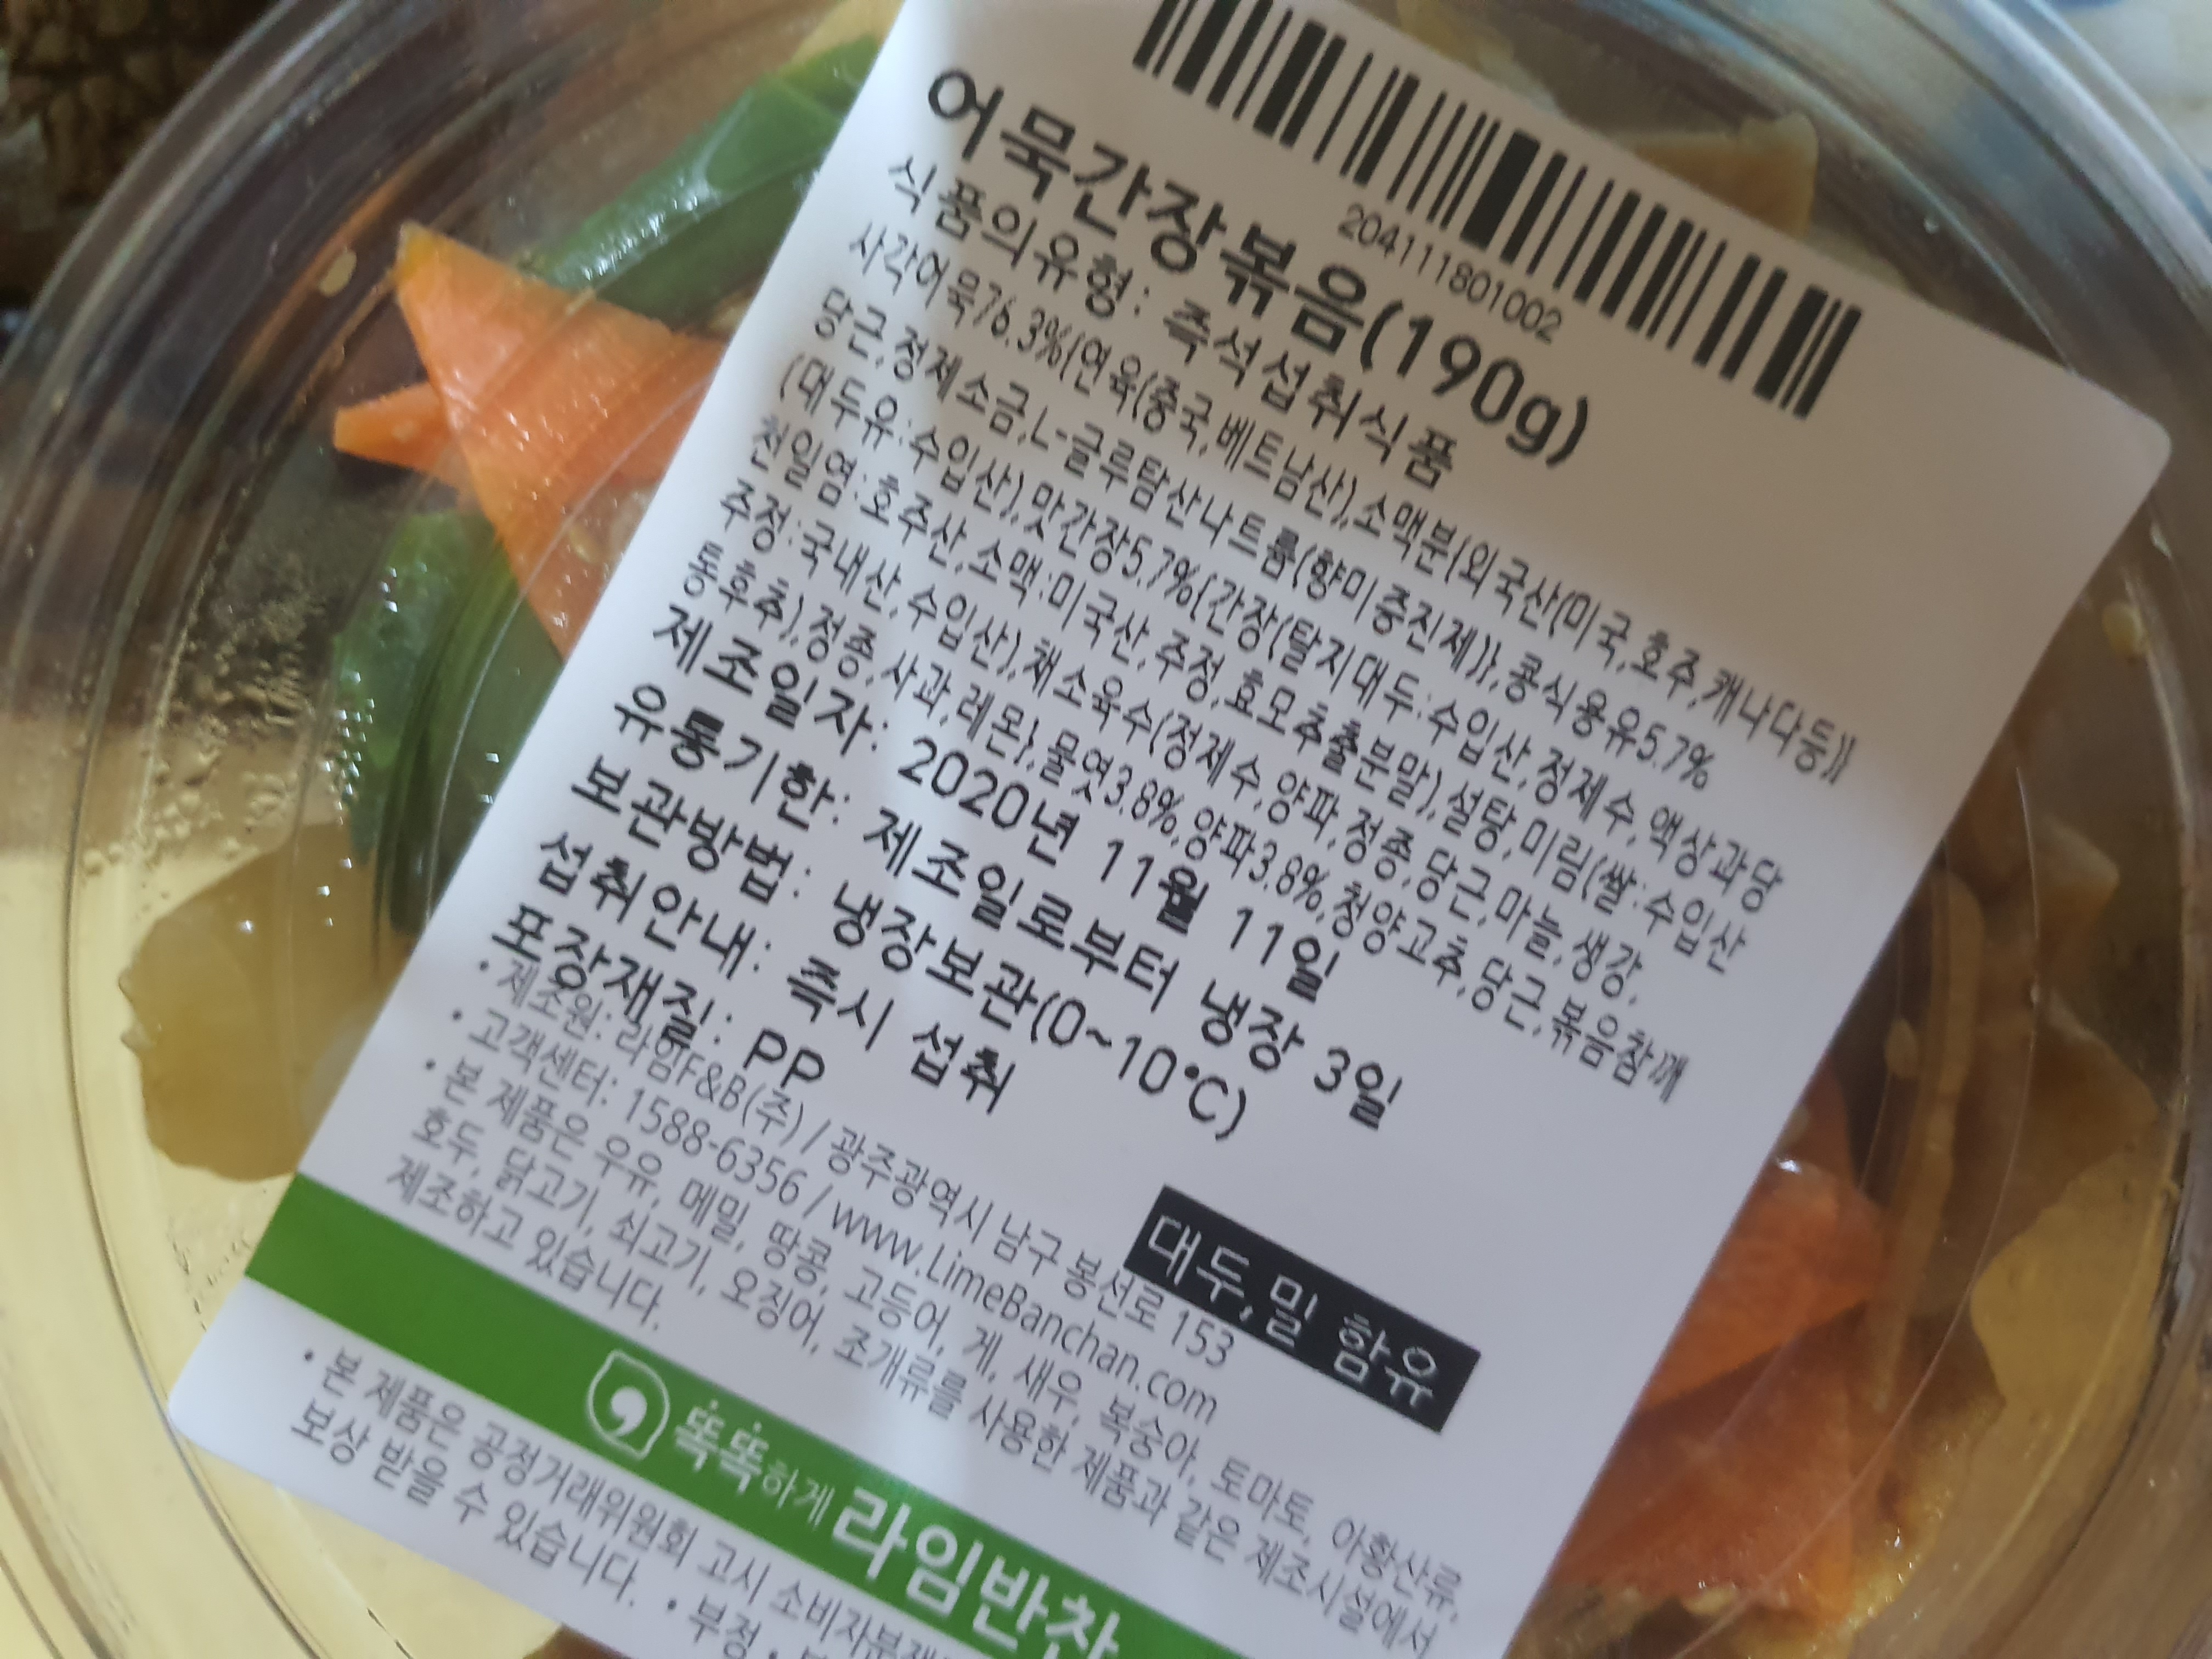 204111801002
어묵간장볶음(190g)
식품의유형: 즉석섭취식품
사각어묵76.3%{연육(중국,베트남산),소맥분{외국산(미국,호주,캐나다등)}
당근,정제소금,L-글루탐산나트륨(향미증진제)},콩식용유5.7%
(대두유:수입산),맛간장5.7%{간장(탈지대두:수입산,정제수,액상과당
천일염:호주산,소맥:미국산,주정,효모추출분말),설탕,미림(쌀:수입산
주정:국내산,수입산),채소육수(정제수,양파,정종,당근,마늘,생강,
통후추),정종,사과,레몬},물엿3.8%,양파3.8%,청양고추,당근,볶음참깨
제조일자: 2020년 11월 11일
유통기한: 제조일로부터 냉장 3일
보관방법: 냉장보관(0~10°C)
섭취안내: 즉시 섭취
포장재질: PP
대두,밀 함유
• 제조원: 라임F&B(주) / 광주광역시 남구 봉선로 153
• 고객센터: 1588-6356 / www.LimeBanchan.com
• 본 제품은 우유, 메밀, 땅콩, 고등어, 게, 새우, 복숭아, 토마토, 아황산류,
호두, 닭고기, 쇠고기, 오징어, 조개류를 사용한 제품과 같은 제조시설에서
제조하고 있습니다.
똑똑하게 라임반찬
• 본 제품은 공정거래위원회 고시 소비자분쟁
보상 받을 수 있습니다. • 부정 •